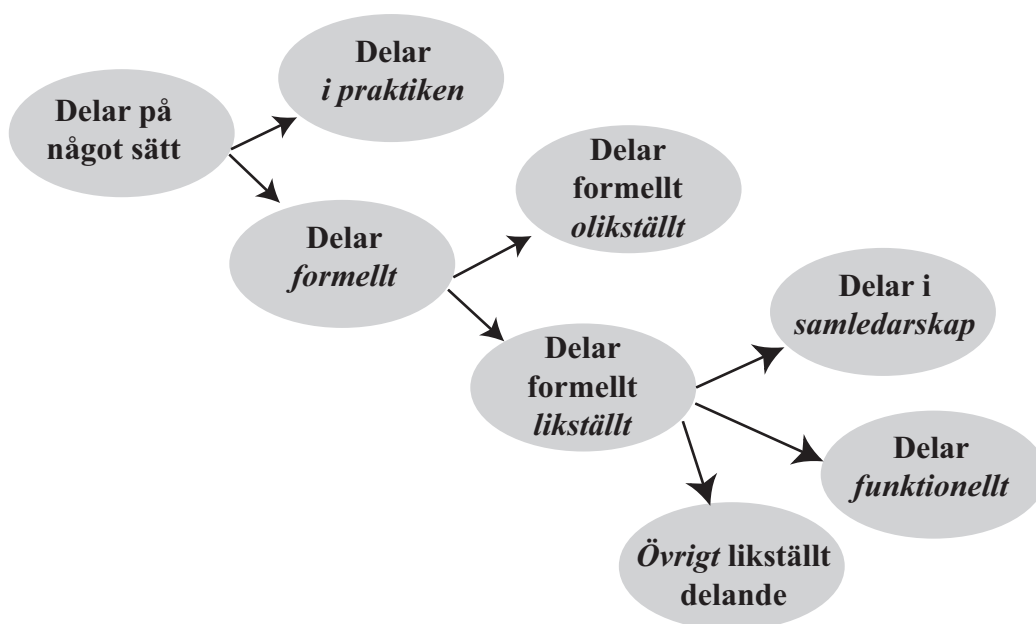 Delar
i praktiken
Delar på
något sätt
Delar
formellt
olikställt
Delar
formellt
Delar i
samledarskap
Delar
formellt
likställt
Delar
funktionellt
Övrigt likställt
delande